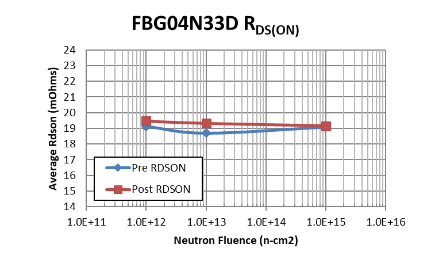 FBG04N33D RDS(ON)
24
23
22
21
20
19
18
17
16
15
14
Average Rdson (mOhms)
Pre RDSON
Post RDSON
1.0E+11 1.0E+12 1.0E+13 1.0E+14 1.0E+15 1.0E+16
Neutron Fluence (n-cm2)